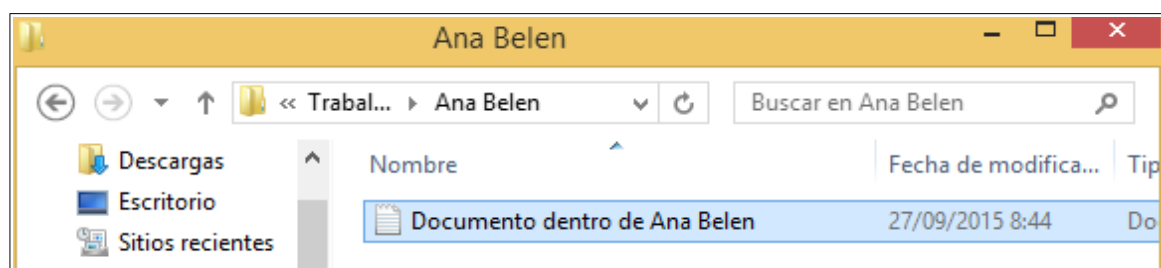 Ana Belen
« Trabal... ▸ Ana Belen Buscar en Ana Belen
Descargas Nombre Fecha de modifica... Tip
Escritorio Documento dentro de Ana Belen 27/09/2015 8:44 Do
Sitios recientes